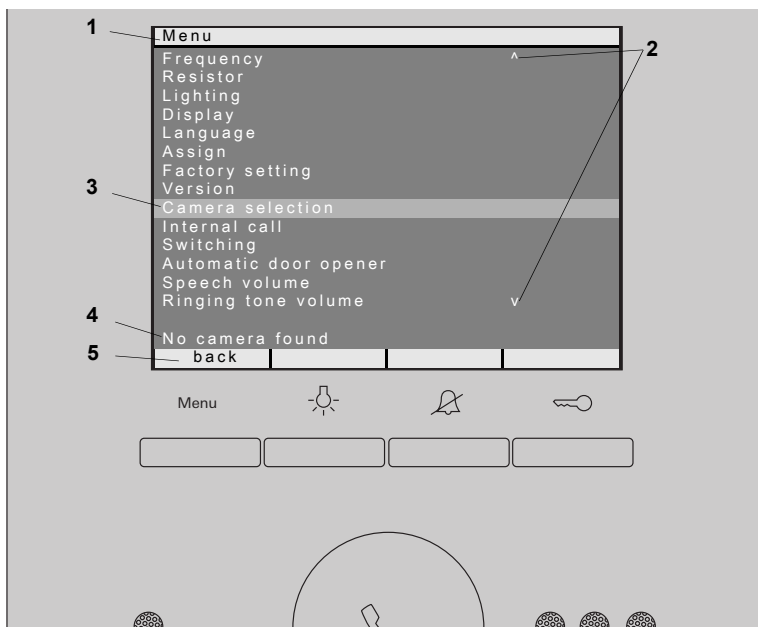 1
Menu
2
Frequency ^
Resistor
Lighting
Display
Language
Assign
Factory setting
Version
3
Camera selection
Internal call
Switching
Automatic door opener
Speech volume
Ringing tone volume v
4
No camera found
5
back
Menu